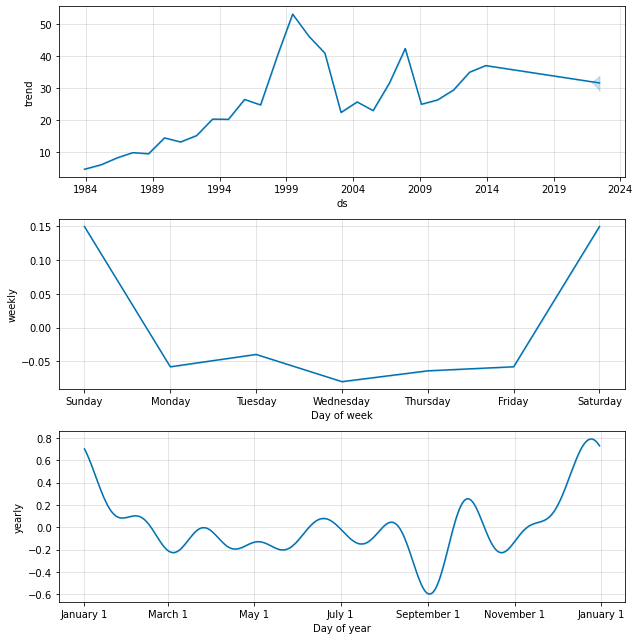 50
40
30
20
10
trend
1984 1989 1994 1999 2004 2009 2014 2019 2024
ds
0.15
0.10
0.05
0.00
−0.05
weekly
Sunday Monday Tuesday Wednesday Thursday Friday Saturday
Day of week
0.8
0.6
0.4
0.2
0.0
−0.2
−0.4
−0.6
yearly
January 1 March 1 May 1 July 1 September 1 November 1 January 1
Day of year